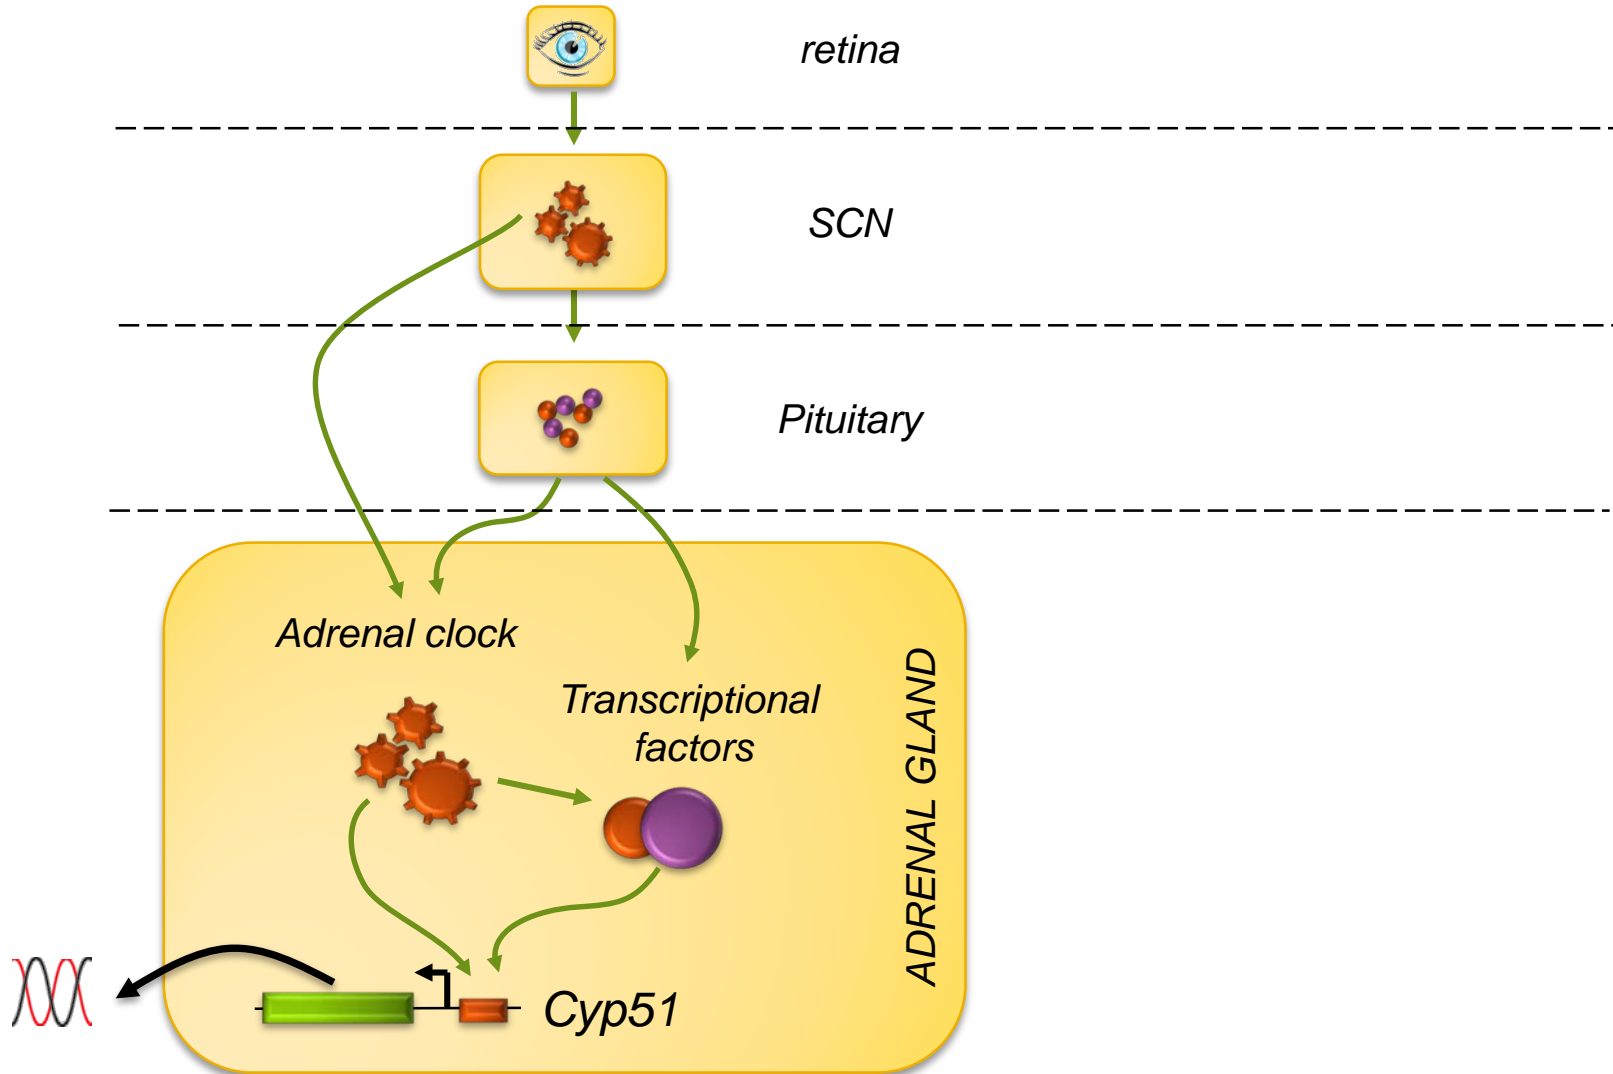 retina
SCN
Pituitary
Adrenal clock
Transcriptional
factors
ADRENAL GLAND
Cyp51